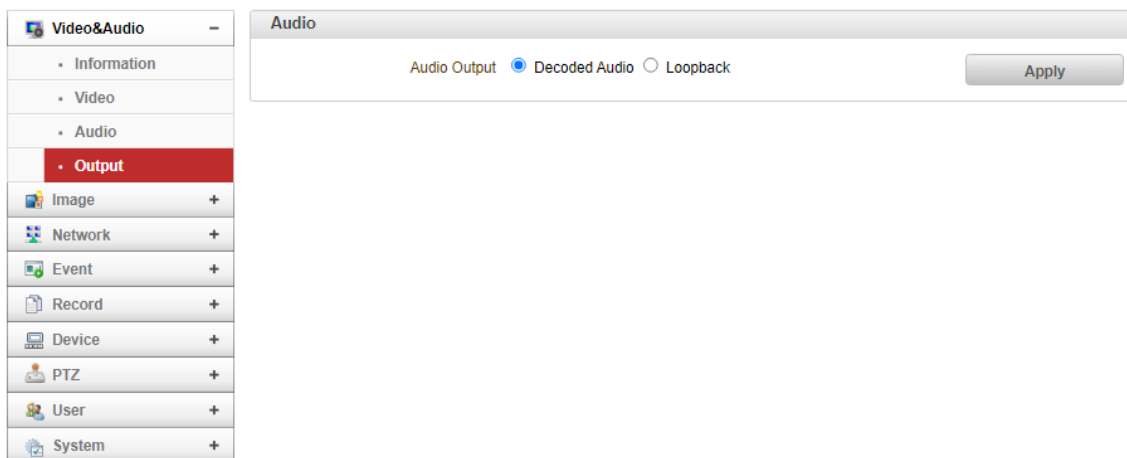 Video&Audio −
Information
Video
Audio
Output
Image +
Network +
Event +
Record +
Device +
PTZ +
User +
System +
Audio
Audio Output Decoded Audio Loopback Apply